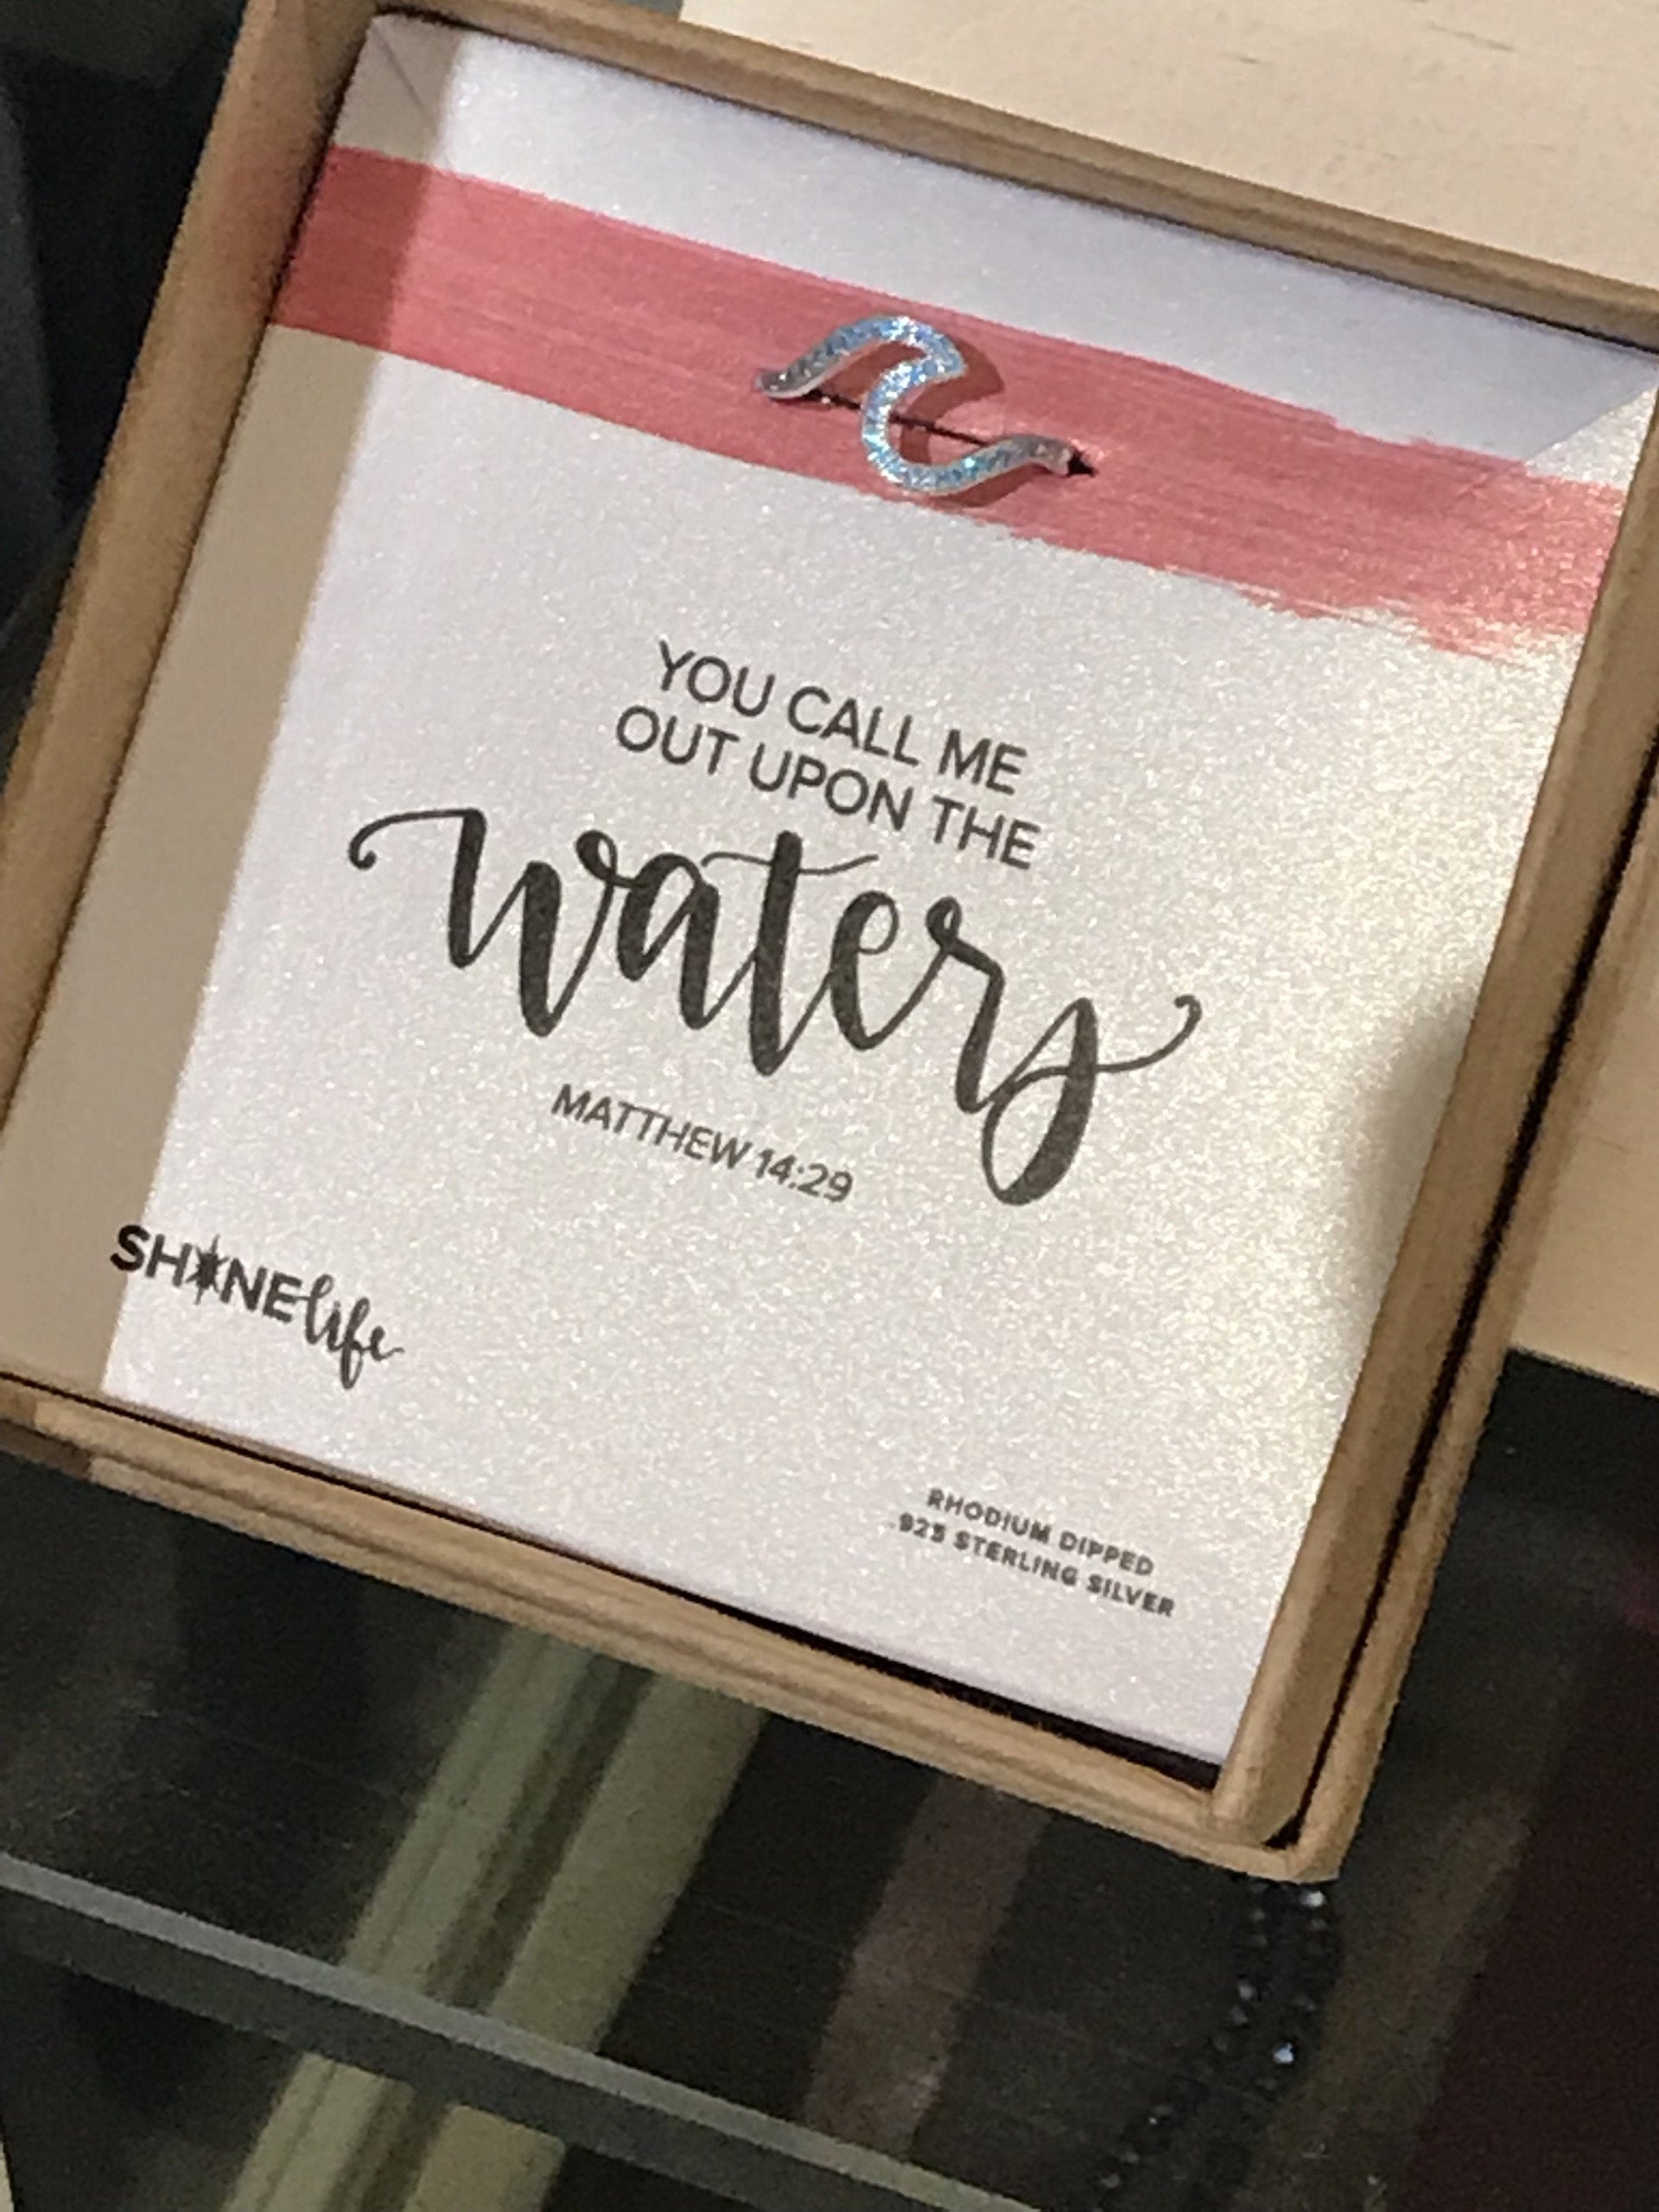 YOU CALL ME
OUT UPON THE
waters
MATTHEW 14:29
SHINE life
RHODIUM DIPPED
.925 STERLING SILVER